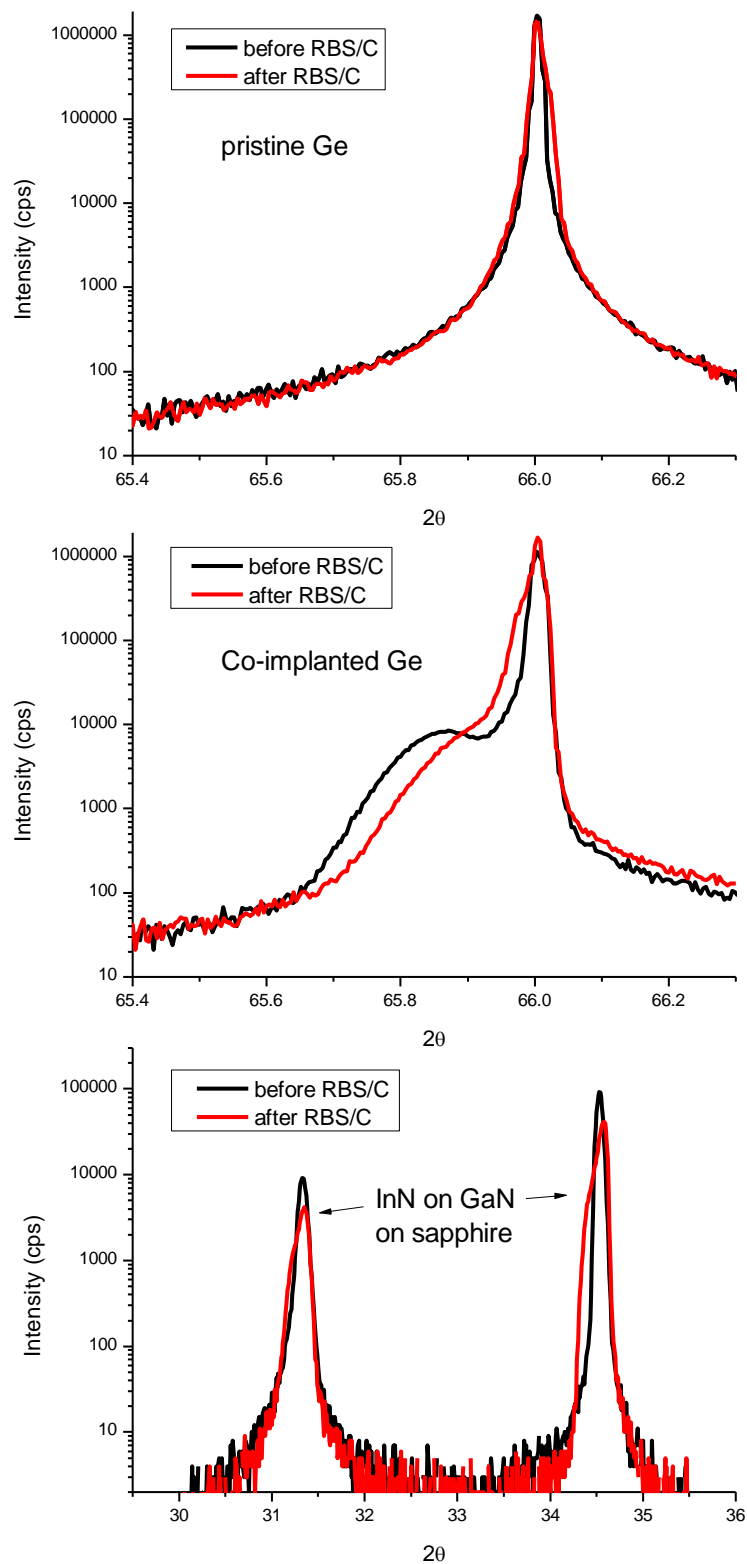 1000000
100000
10000
1000
100
10
Intensity (cps)
before RBS/C
after RBS/C
pristine Ge
65.4
65.6
65.8
66.0
66.2
2θ
1000000
100000
10000
1000
100
10
Intensity (cps)
before RBS/C
after RBS/C
Co-implanted Ge
65.4
65.6
65.8
66.0
66.2
2θ
100000
10000
1000
100
10
Intensity (cps)
before RBS/C
after RBS/C
InN on GaN
on sapphire
30
31
32
33
34
35
36
2θ